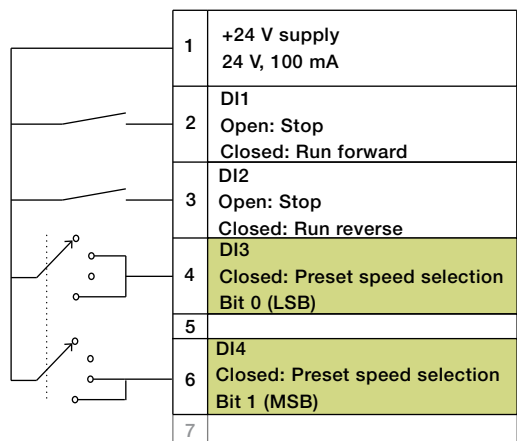 1
+24 V supply
24 V, 100 mA
2
DI1
Open: Stop
Closed: Run forward
3
DI2
Open: Stop
Closed: Run reverse
4
DI3
Closed: Preset speed selection
Bit 0 (LSB)
5
6
DI4
Closed: Preset speed selection
Bit 1 (MSB)
7